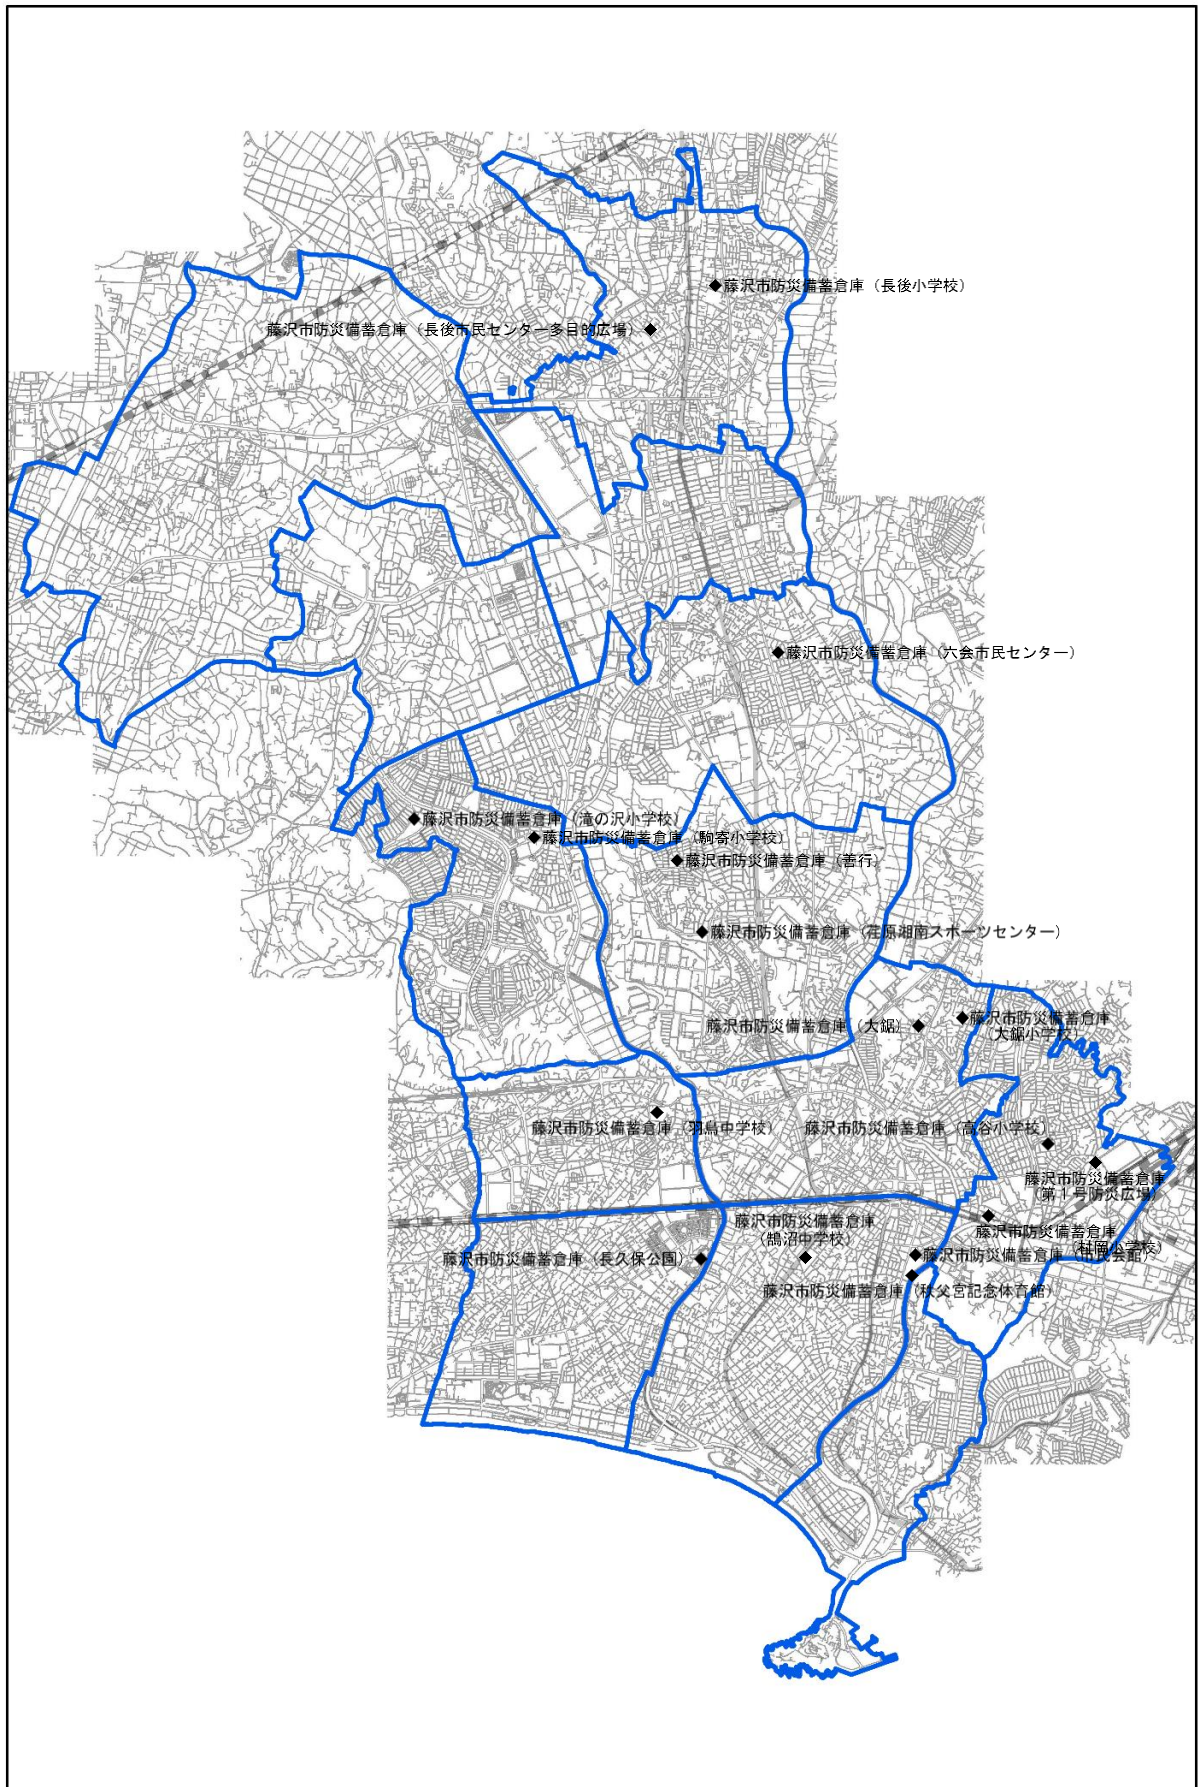 藤沢市防災備蓄倉庫（長後小学校）
藤沢市防災備蓄倉庫（長後市民センター多目的広場）
藤沢市防災備蓄倉庫（六会市民センター）
藤沢市防災備蓄倉庫（滝の沢小学校）
藤沢市防災備蓄倉庫（駒寄小学校）
藤沢市防災備蓄倉庫（善行）
藤沢市防災備蓄倉庫（荏原湘南スポーツセンター）
藤沢市防災備蓄倉庫（大鋸）
藤沢市防災備蓄倉庫
（大鋸小学校）
藤沢市防災備蓄倉庫（羽鳥中学校）
藤沢市防災備蓄倉庫（高谷小学校）
藤沢市防災備蓄倉庫
（第１号防災広場）
藤沢市防災備蓄倉庫
（鵠沼中学校）
藤沢市防災備蓄倉庫
（村岡小学校）
藤沢市防災備蓄倉庫（長久保公園）
藤沢市防災備蓄倉庫（市民会館）
藤沢市防災備蓄倉庫（秩父宮記念体育館）